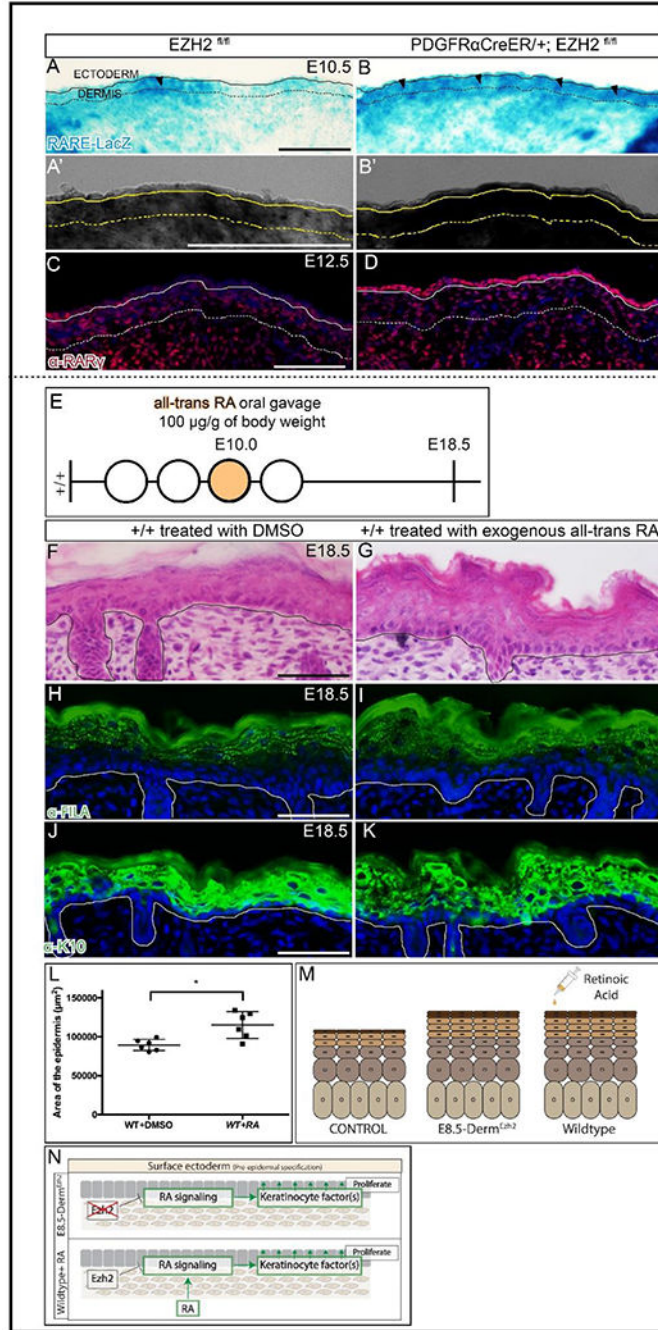 EZH2 fl/fl
PDGFRαCreER/+; EZH2 fl/fl
A
E10.5
B
ECTODERM
DERMIS
RARE-LacZ
A'
B'
C
E12.5
D
α-RARγ
E
all-trans RA oral gavage
100 µg/g of body weight
E10.0
E18.5
+/+
+/+ treated with DMSO
+/+ treated with exogenous all-trans RA
F
E18.5
G
H
E18.5
I
α-FILA
J
E18.5
K
α-K10
L
Area of the epidermis (µm²)
150000
100000
50000
0
*
WT+DMSO
WT+RA
M
Retinoic
Acid
CONTROL
E8.5-Derm Ezh2
Wildtype
N
Surface ectoderm (Pre epidermal specification)
E8.5-Derm Ezh2
Ezh2
RA signaling
Keratinocyte factor(s)
Proliferate
Wildtype+ RA
Ezh2
RA signaling
Keratinocyte factor(s)
Proliferate
RA